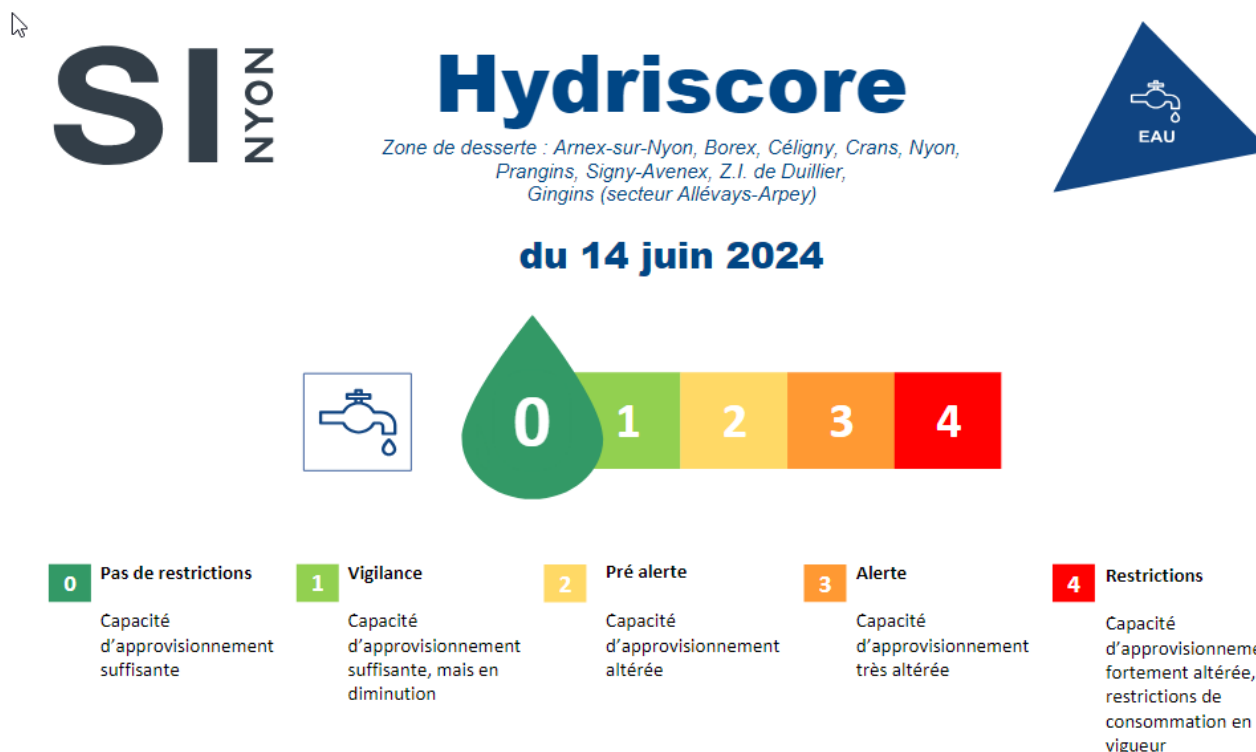 SI NYON
Hydriscore
Zone de desserte : Arnex-sur-Nyon, Borex, Céligny, Crans, Nyon,
Prangins, Signy-Avenex, Z.I. de Duillier,
Gingins (secteur Allévays-Arpey)
EAU
du 14 juin 2024
0 1 2 3 4
0 Pas de restrictions
Capacité
d'approvisionnement
suffisante
1 Vigilance
Capacité
d'approvisionnement
suffisante, mais en
diminution
2 Pré alerte
Capacité
d'approvisionnement
altérée
3 Alerte
Capacité
d'approvisionnement
très altérée
4 Restrictions
Capacité
d'approvisionneme
fortement altérée,
restrictions de
consommation en
vigueur